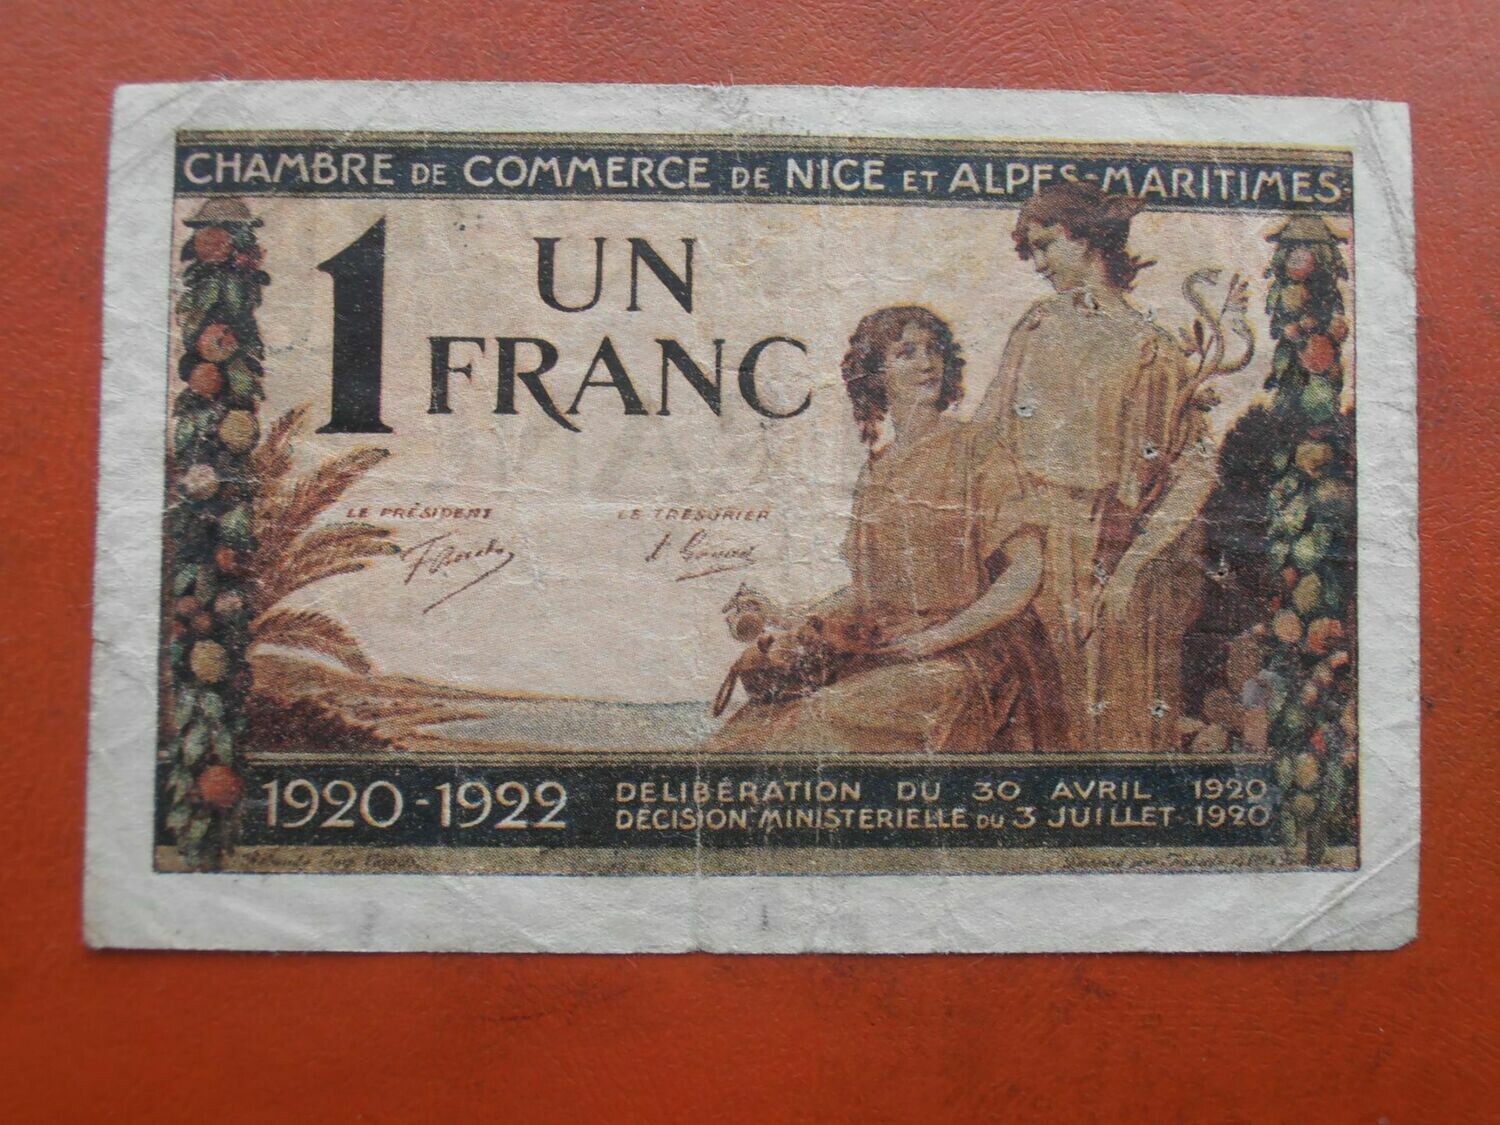 CHAMBRE DE COMMERCE DE NICE ET ALPES-MARITIMES
1 UN
FRANC
LE PRÉSIDENT LE TRÉSORIER
1920-1922
DÉLIBÉRATION DU 30 AVRIL 1920
DÉCISION MINISTERIELLE DU 3 JUILLET 1920